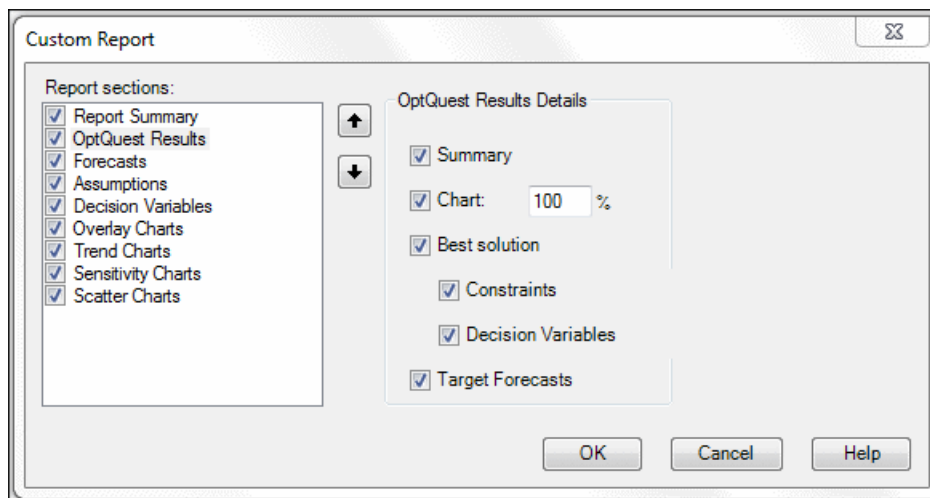 Custom Report
Report sections:
Report Summary
OptQuest Results
Forecasts
Assumptions
Decision Variables
Overlay Charts
Trend Charts
Sensitivity Charts
Scatter Charts
OptQuest Results Details
Summary
Chart: 100 %
Best solution
Constraints
Decision Variables
Target Forecasts
OK Cancel Help